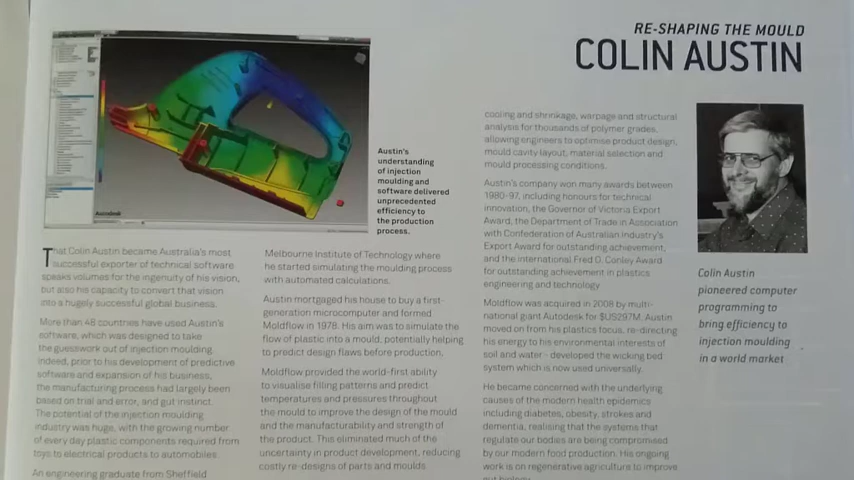 RE-SHAPING THE MOULD
COLIN AUSTIN
Autodesk
Austin's
understanding
of injection
moulding and
software delivered
unprecedented
efficiency to
the production
process.
That Colin Austin became Australia's most
successful exporter of technical software
speaks volumes for the ingenuity of his vision,
but also his capacity to convert that vision
into a hugely successful global business.
More than 48 countries have used Austin's
software, which was designed to take
the guesswork out of injection moulding.
Indeed, prior to his development of predictive
software and expansion of his business,
the manufacturing process had largely been
based on trial and error, and gut instinct.
The potential of the injection moulding
industry was huge, with the growing number
of every day plastic components required from
toys to electrical products to automobiles.
An engineering graduate from Sheffield
Melbourne Institute of Technology where
he started simulating the moulding process
with automated calculations.
Austin mortgaged his house to buy a first-
generation microcomputer and formed
Moldflow in 1978. His aim was to simulate the
flow of plastic into a mould, potentially helping
to predict design flaws before production.
Moldflow provided the world-first ability
to visualise filling patterns and predict
temperatures and pressures throughout
the mould to improve the design of the mould
and the manufacturability and strength of
the product. This eliminated much of the
uncertainty in product development, reducing
costly re-designs of parts and moulds.
cooling and shrinkage, warpage and structural
analysis for thousands of polymer grades,
allowing engineers to optimise product design,
mould cavity layout, material selection and
mould processing conditions.
Austin's company won many awards between
1980-97, including honours for technical
innovation, the Governor of Victoria Export
Award, the Department of Trade in Association
with Confederation of Australian Industry's
Export Award for outstanding achievement,
and the international Fred O. Conley Award
for outstanding achievement in plastics
engineering and technology
Moldflow was acquired in 2008 by multi-
national giant Autodesk for $US297M. Austin
moved on from his plastics focus, re-directing
his energy to his environmental interests of
soil and water - developed the wicking bed
system which is now used universally.
He became concerned with the underlying
causes of the modern health epidemics
including diabetes, obesity, strokes and
dementia, realising that the systems that
regulate our bodies are being compromised
by our modern food production. His ongoing
work is on regenerative agriculture to improve
gut biology.
Colin Austin
pioneered computer
programming to
bring efficiency to
injection moulding
in a world market